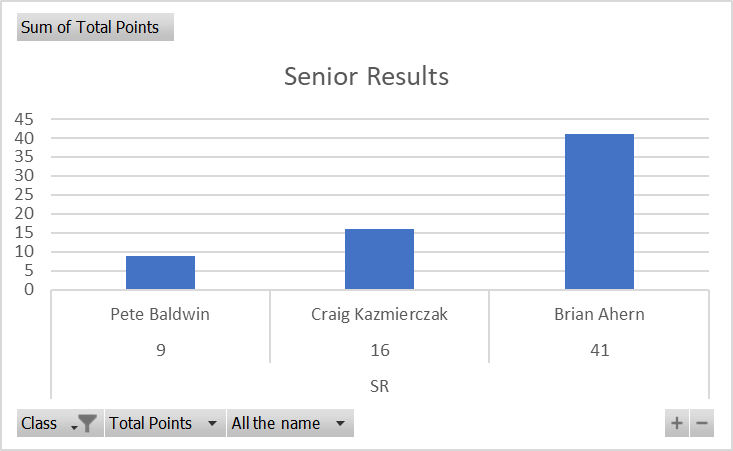 Sum of Total Points
Senior Results
45
40
35
30
25
20
15
10
5
0
Pete Baldwin Craig Kazmierczak Brian Ahern
9 16 41
SR
Class Total Points All the name + −